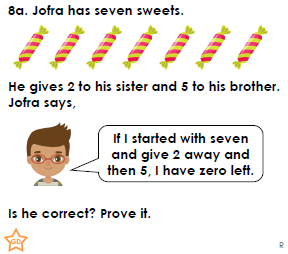 8a. Jofra has seven sweets.
He gives 2 to his sister and 5 to his brother.
Jofra says,
If I started with seven
and give 2 away and
then 5, I have zero left.
Is he correct? Prove it.
GD
R